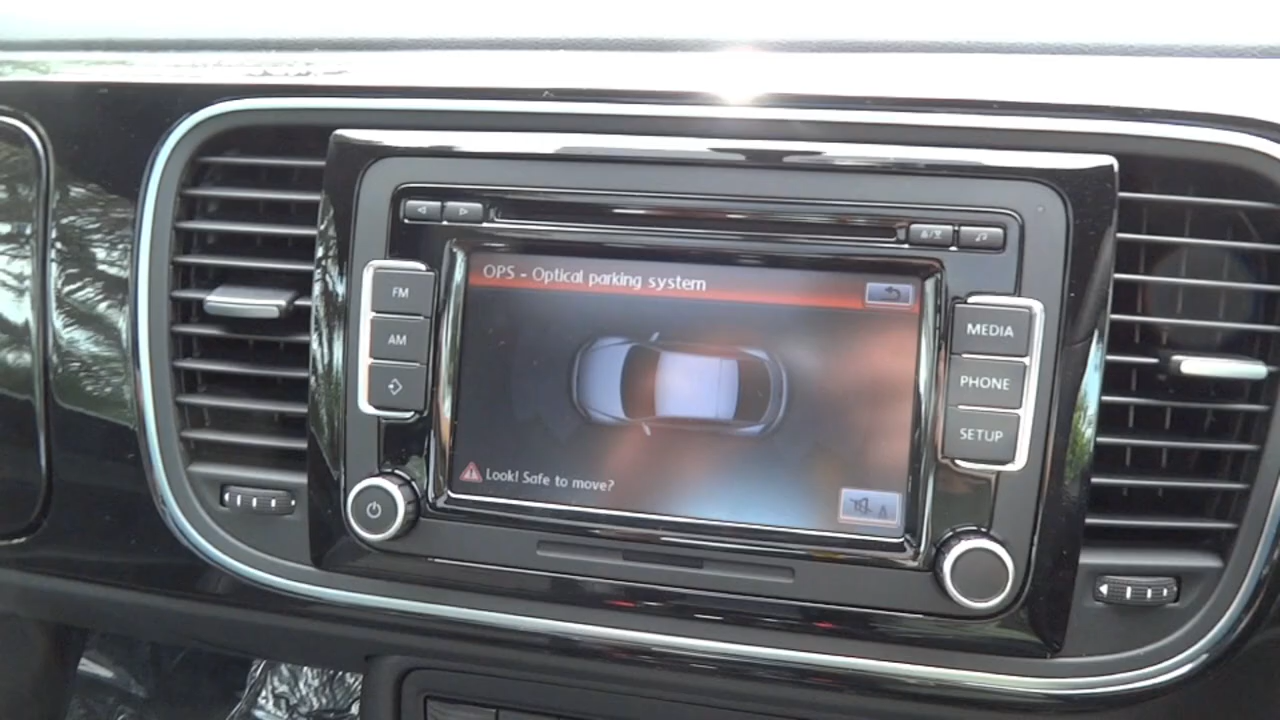 OPS - Optical parking system
FM
AM
MEDIA
PHONE
SETUP
Look! Safe to move?